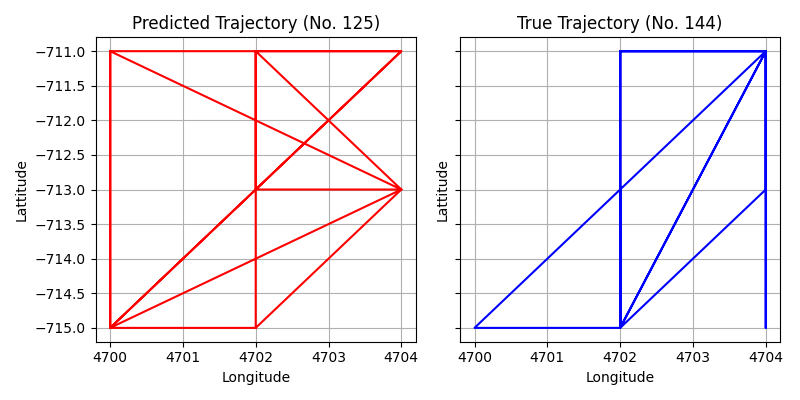 Predicted Trajectory (No. 125)
−711.0
−711.5
−712.0
−712.5
−713.0
−713.5
−714.0
−714.5
−715.0
Lattitude
4700 4701 4702 4703 4704
Longitude
True Trajectory (No. 144)
Lattitude
4700 4701 4702 4703 4704
Longitude